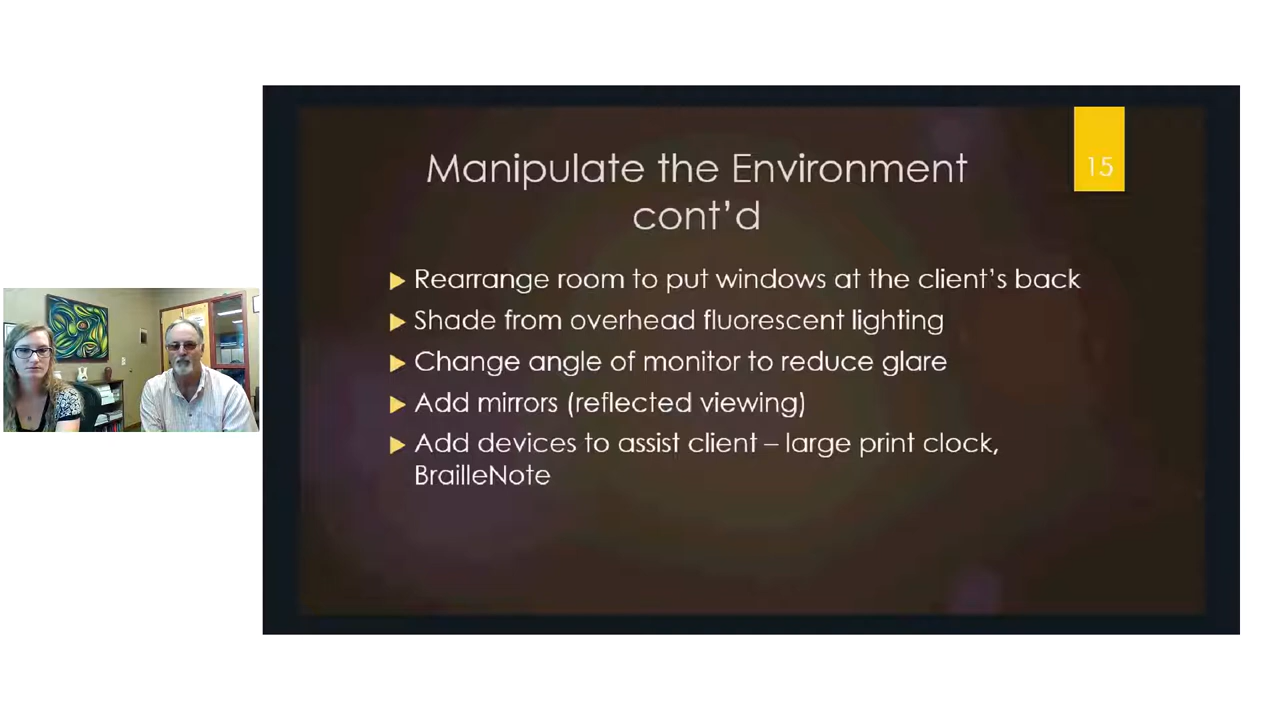 15
Manipulate the Environment
cont’d
Rearrange room to put windows at the client’s back
Shade from overhead fluorescent lighting
Change angle of monitor to reduce glare
Add mirrors (reflected viewing)
Add devices to assist client – large print clock,
BrailleNote